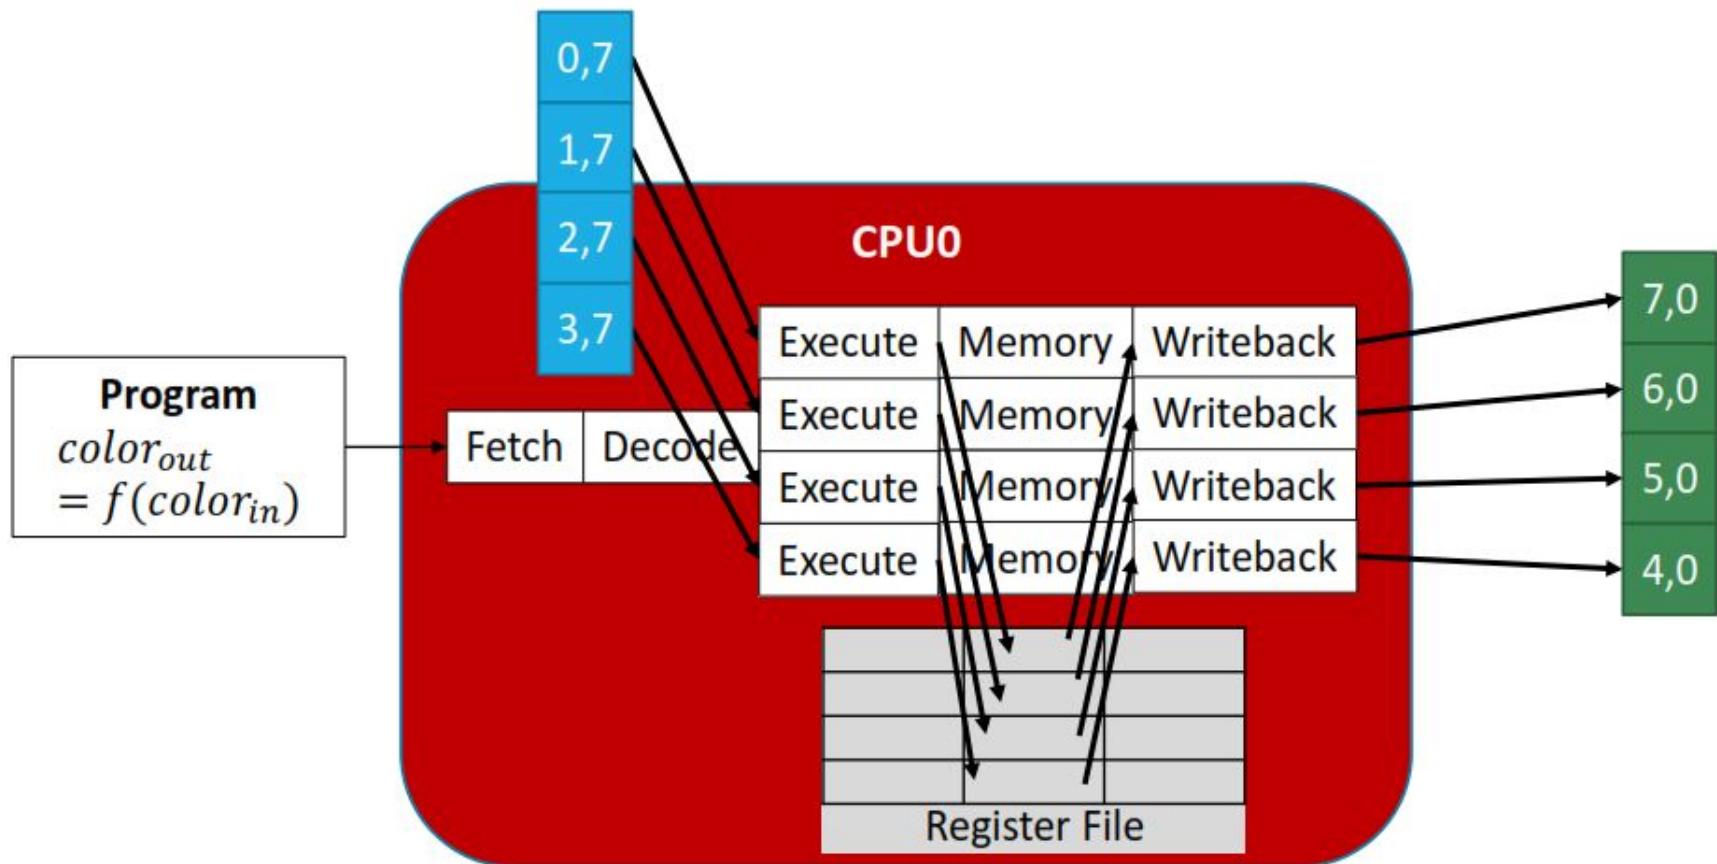 0,7
1,7
2,7
3,7
CPU0
Program
color_out
= f(color_in)
Fetch Decode
Execute Memory Writeback
Execute Memory Writeback
Execute Memory Writeback
Execute Memory Writeback
Register File
7,0
6,0
5,0
4,0